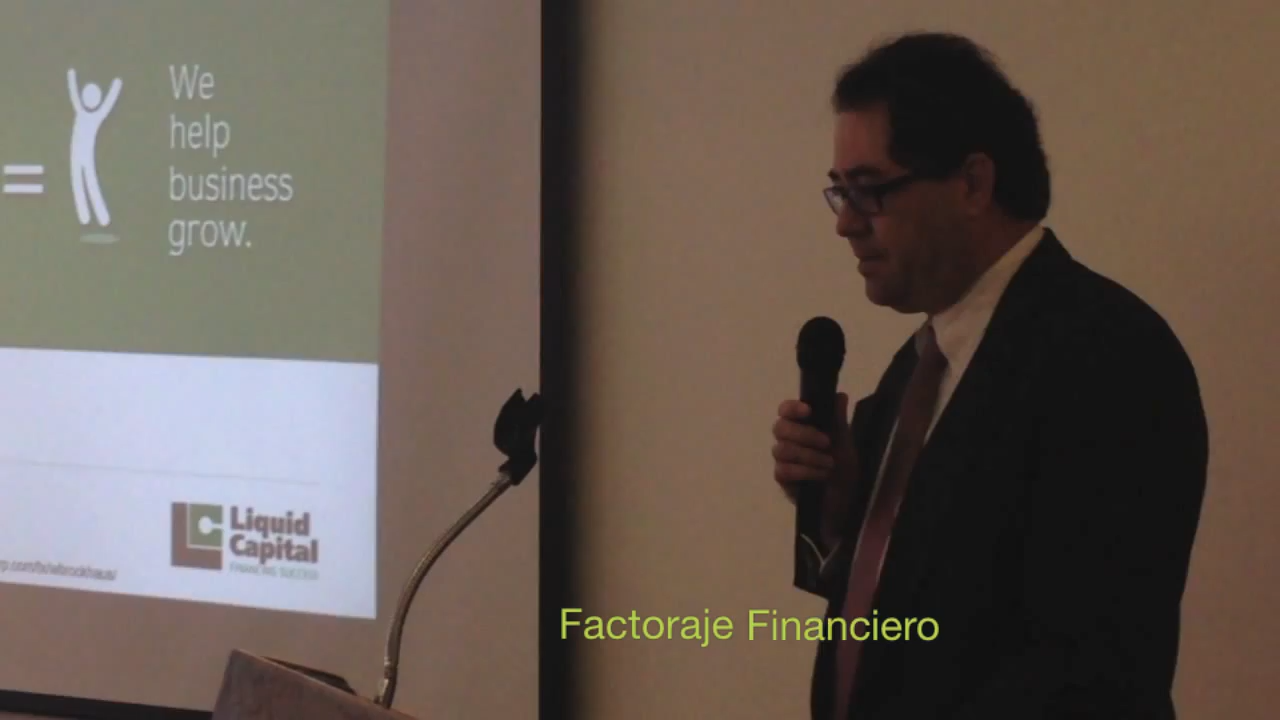 We
help
business
grow.
Liquid
Capital
Factoraje Financiero